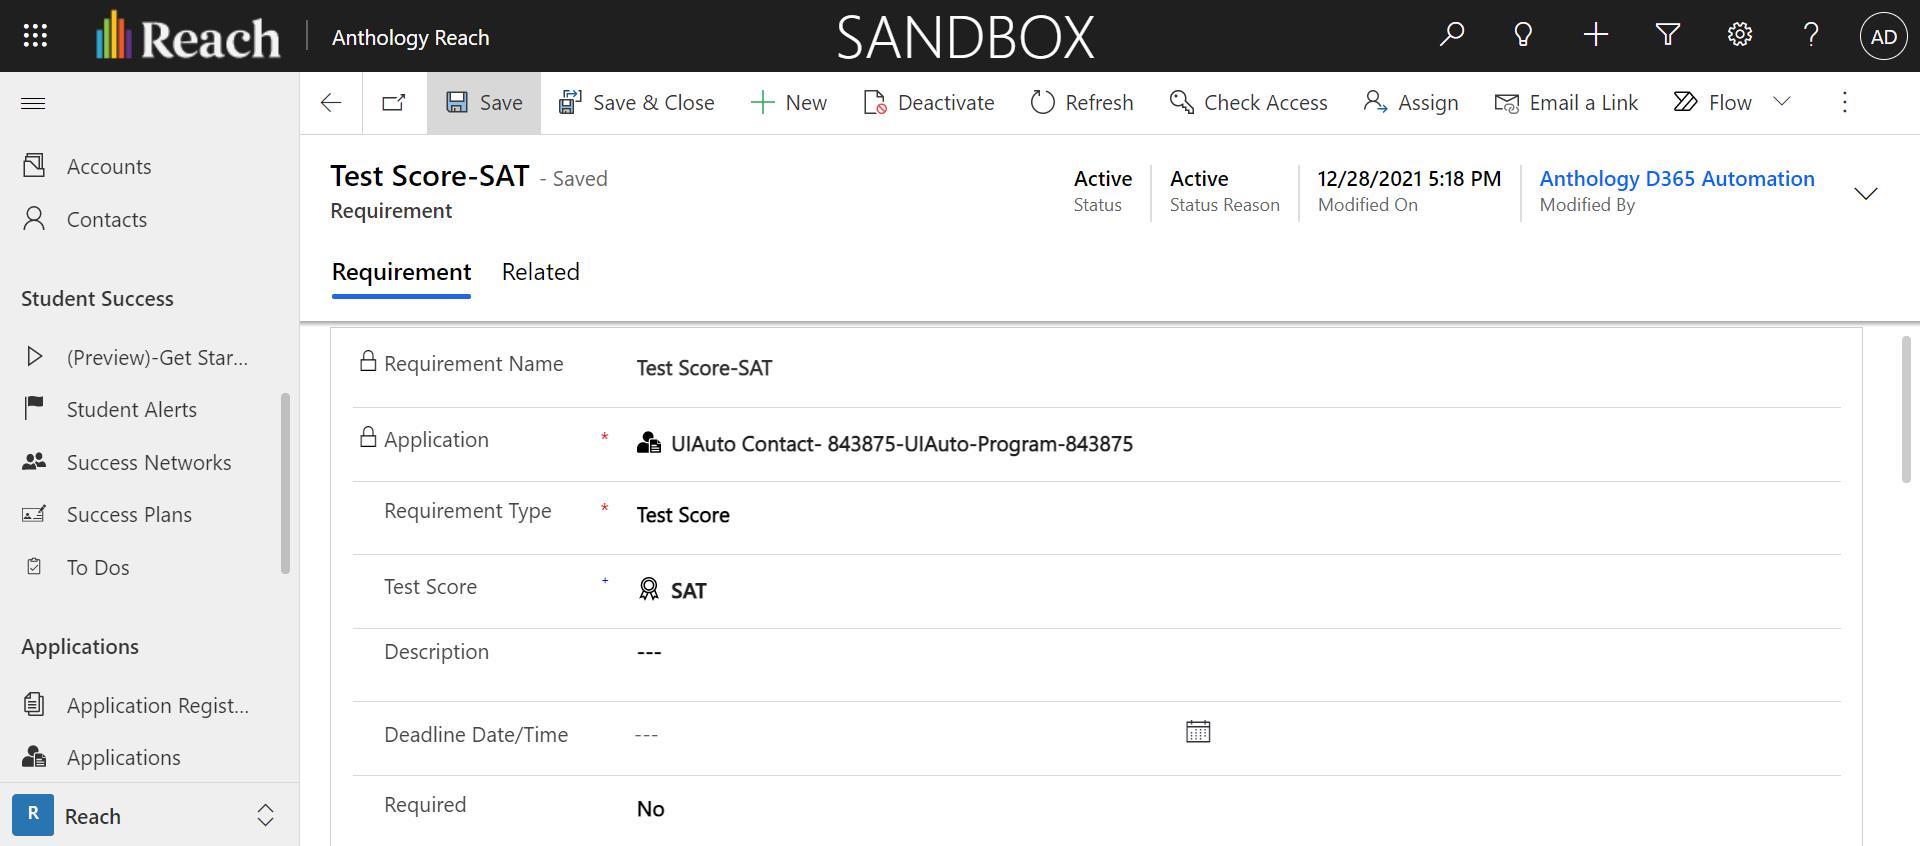 Reach
Anthology Reach
SANDBOX
AD
Save
Save & Close
New
Deactivate
Refresh
Check Access
Assign
Email a Link
Flow
Accounts
Contacts
Student Success
(Preview)-Get Star...
Student Alerts
Success Networks
Success Plans
To Dos
Applications
Application Regist...
Applications
R
Reach
Test Score-SAT - Saved
Requirement
Active
Status
Active
Status Reason
12/28/2021 5:18 PM
Modified On
Anthology D365 Automation
Modified By
Requirement
Related
Requirement Name
Test Score-SAT
Application * UIAuto Contact- 843875-UIAuto-Program-843875
Requirement Type * Test Score
Test Score + SAT
Description ---
Deadline Date/Time ---
Required No